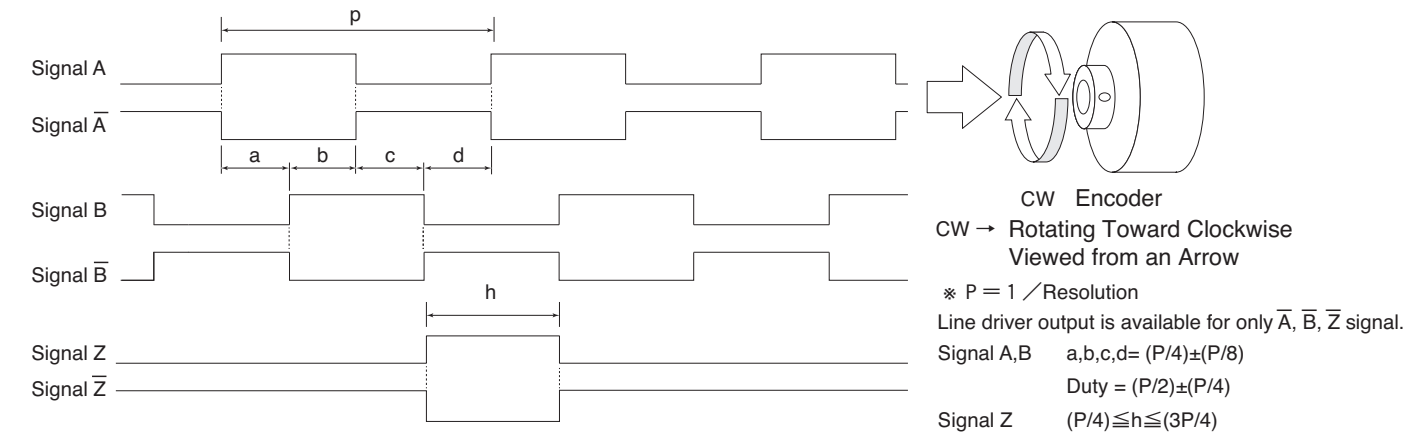 p
Signal A
Signal A̅
a b c d
Signal B
Signal B̅
h
Signal Z
Signal Z̅
CW Encoder
CW → Rotating Toward Clockwise
Viewed from an Arrow
※ P = 1 ／Resolution
Line driver output is available for only A̅, B̅, Z̅ signal.
Signal A,B a,b,c,d= (P/4)±(P/8)
Duty = (P/2)±(P/4)
Signal Z (P/4)≦h≦(3P/4)